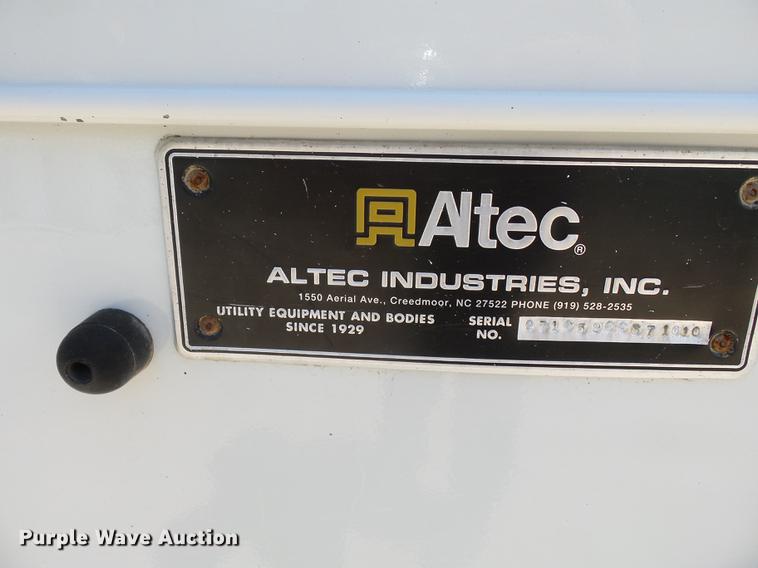 Altec®
ALTEC INDUSTRIES, INC.
1550 Aerial Ave., Creedmoor, NC 27522 PHONE (919) 528-2535
UTILITY EQUIPMENT AND BODIES
SINCE 1929
SERIAL
NO.
Purple Wave Auction